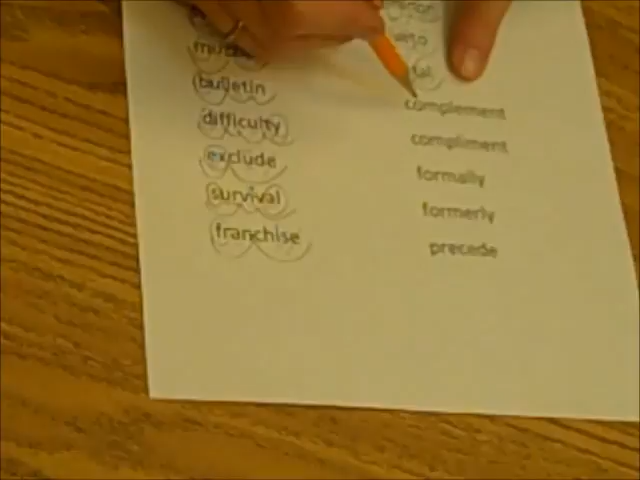 bulletin
difficulty
exclude
survival
franchise
complement
compliment
formally
formerly
precede